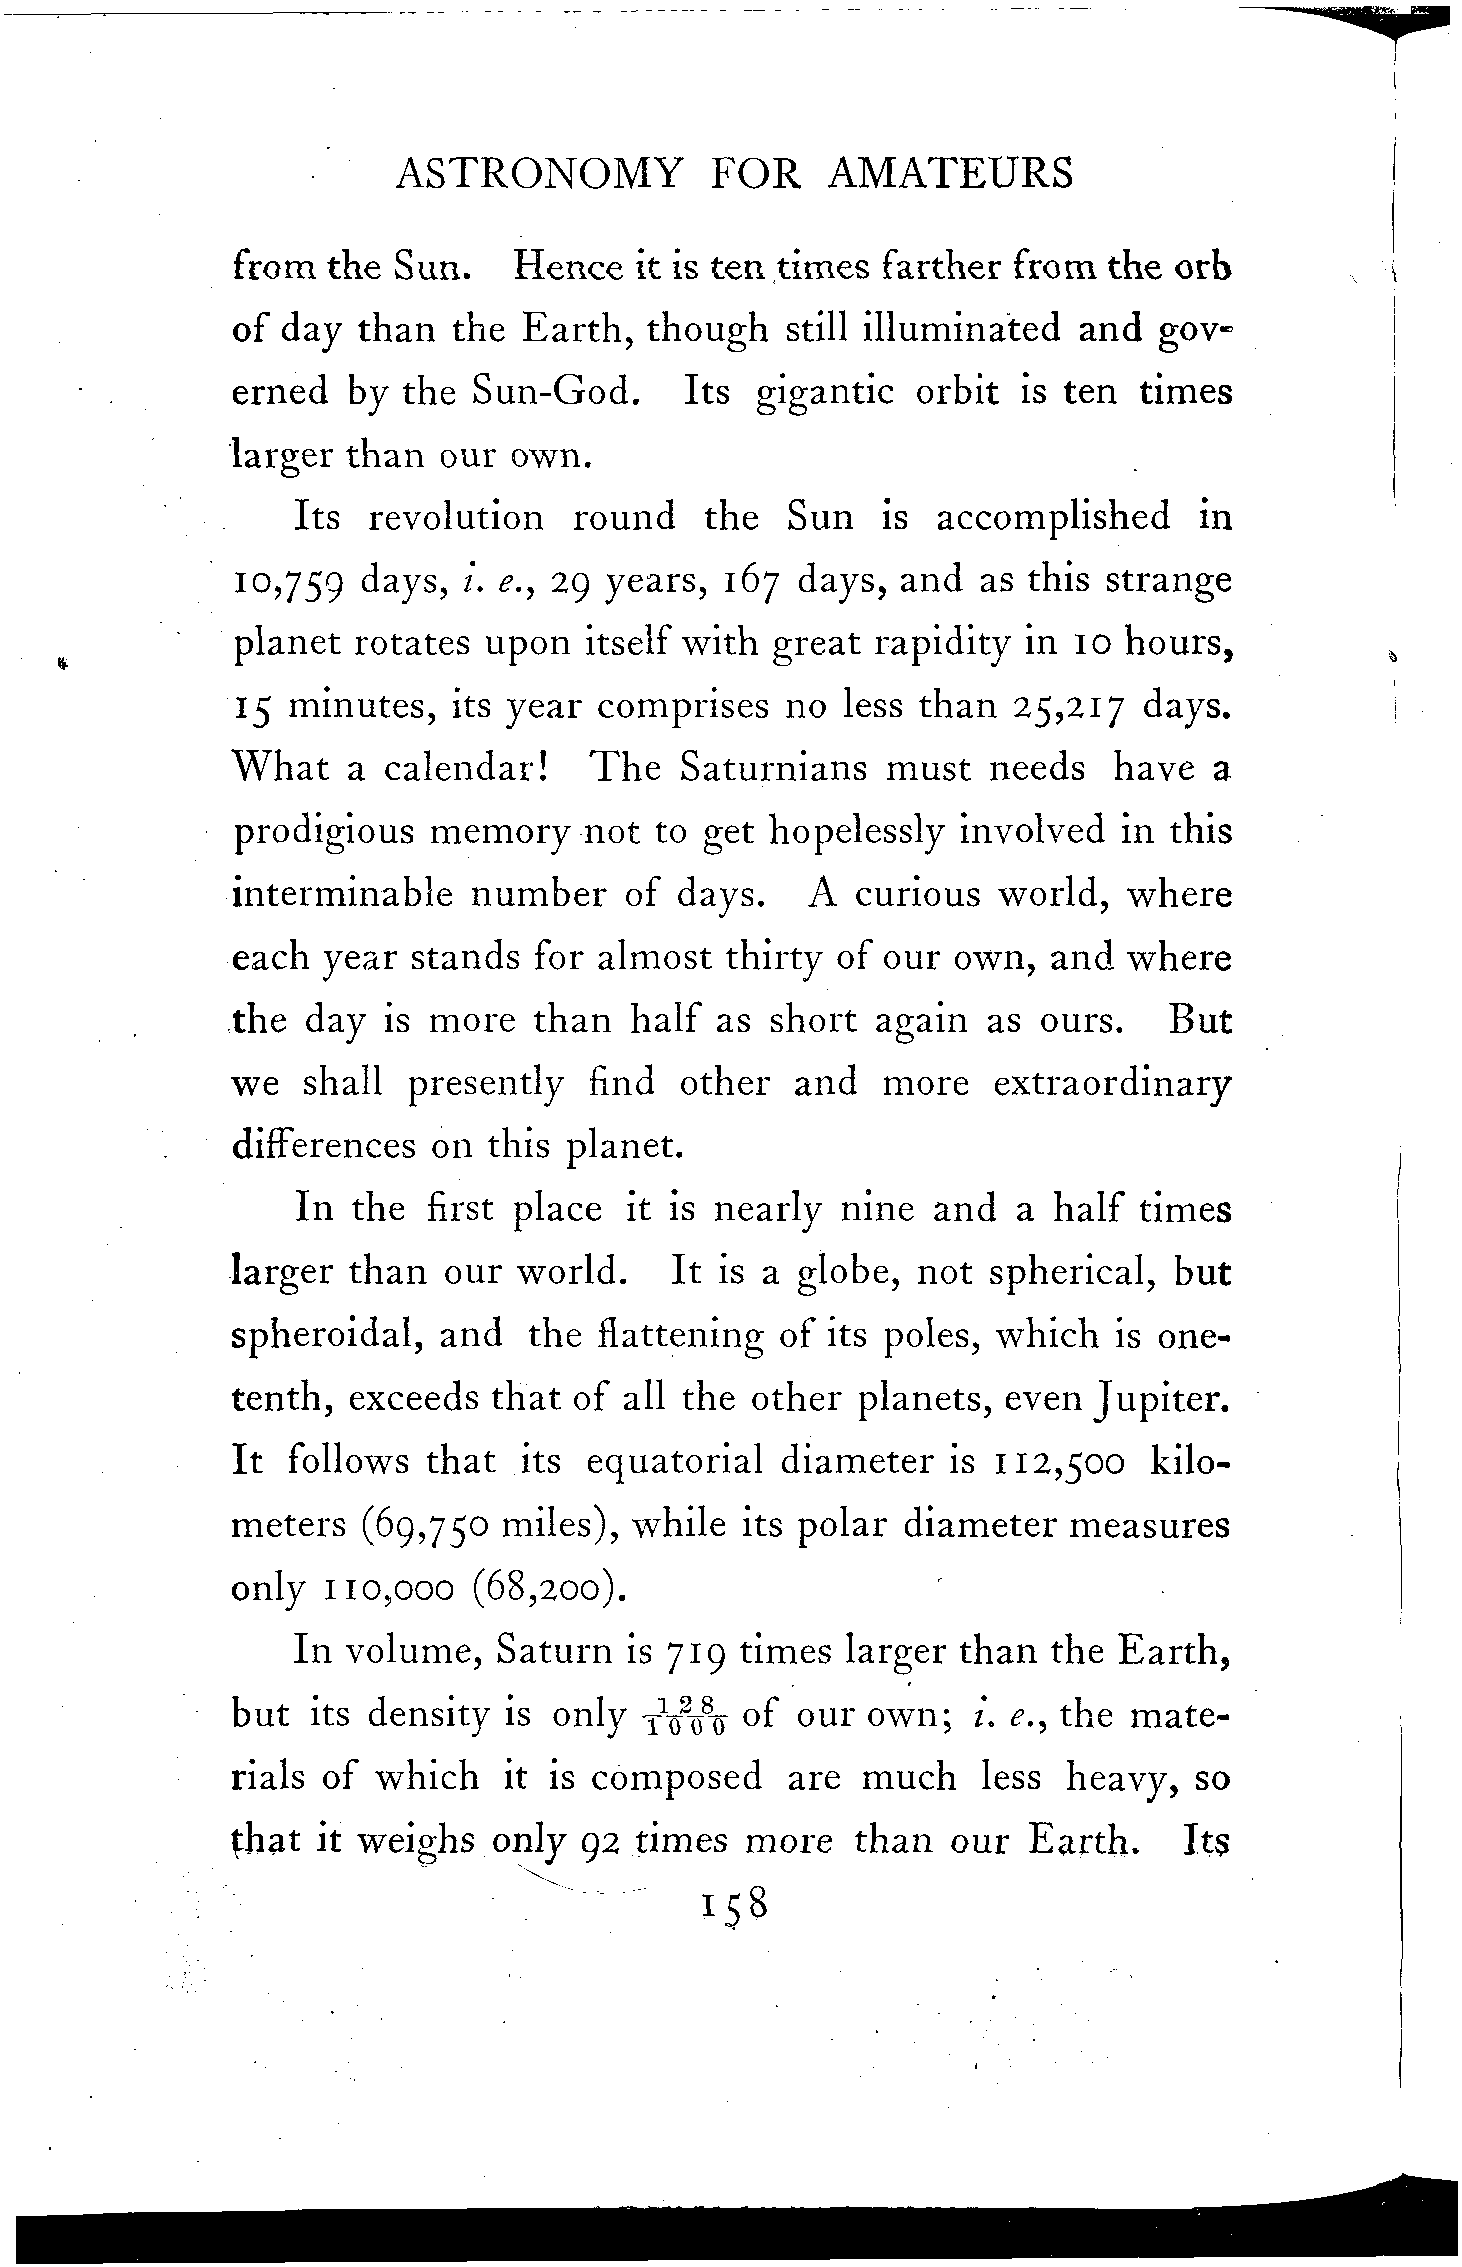 ASTRONOMY FOR AMATEURS
from the Sun. Hence it is ten times farther from the orb
of day than the Earth, though still illuminated and gov-
erned by the Sun-God. Its gigantic orbit is ten times
larger than our own.
Its revolution round the Sun is accomplished in
10,759 days, i. e., 29 years, 167 days, and as this strange
planet rotates upon itself with great rapidity in 10 hours,
15 minutes, its year comprises no less than 25,217 days.
What a calendar! The Saturnians must needs have a
prodigious memory not to get hopelessly involved in this
interminable number of days. A curious world, where
each year stands for almost thirty of our own, and where
the day is more than half as short again as ours. But
we shall presently find other and more extraordinary
differences on this planet.
In the first place it is nearly nine and a half times
larger than our world. It is a globe, not spherical, but
spheroidal, and the flattening of its poles, which is one-
tenth, exceeds that of all the other planets, even Jupiter.
It follows that its equatorial diameter is 112,500 kilo-
meters (69,750 miles), while its polar diameter measures
only 110,000 (68,200).
In volume, Saturn is 719 times larger than the Earth,
but its density is only 128/1000 of our own; i. e., the mate-
rials of which it is composed are much less heavy, so
that it weighs only 92 times more than our Earth. Its
158